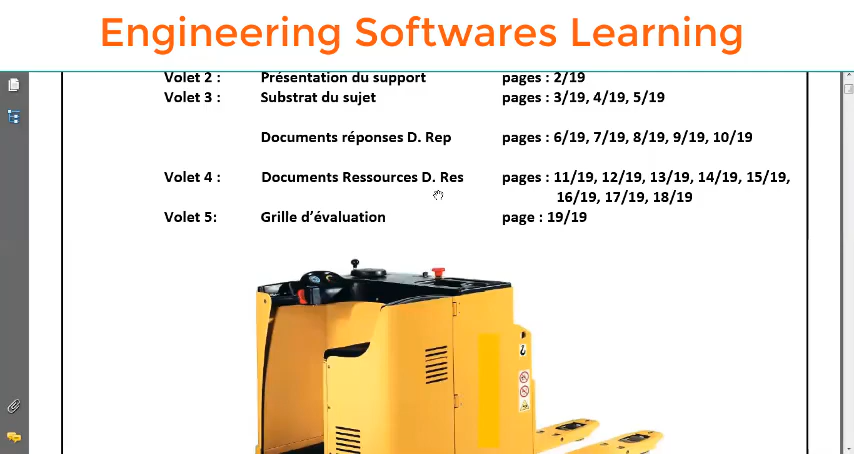 Engineering Softwares Learning
Volet 2 : Présentation du support pages : 2/19
Volet 3 : Substrat du sujet pages : 3/19, 4/19, 5/19
Documents réponses D. Rep pages : 6/19, 7/19, 8/19, 9/19, 10/19
Volet 4 : Documents Ressources D. Res pages : 11/19, 12/19, 13/19, 14/19, 15/19,
16/19, 17/19, 18/19
Volet 5: Grille d’évaluation page : 19/19